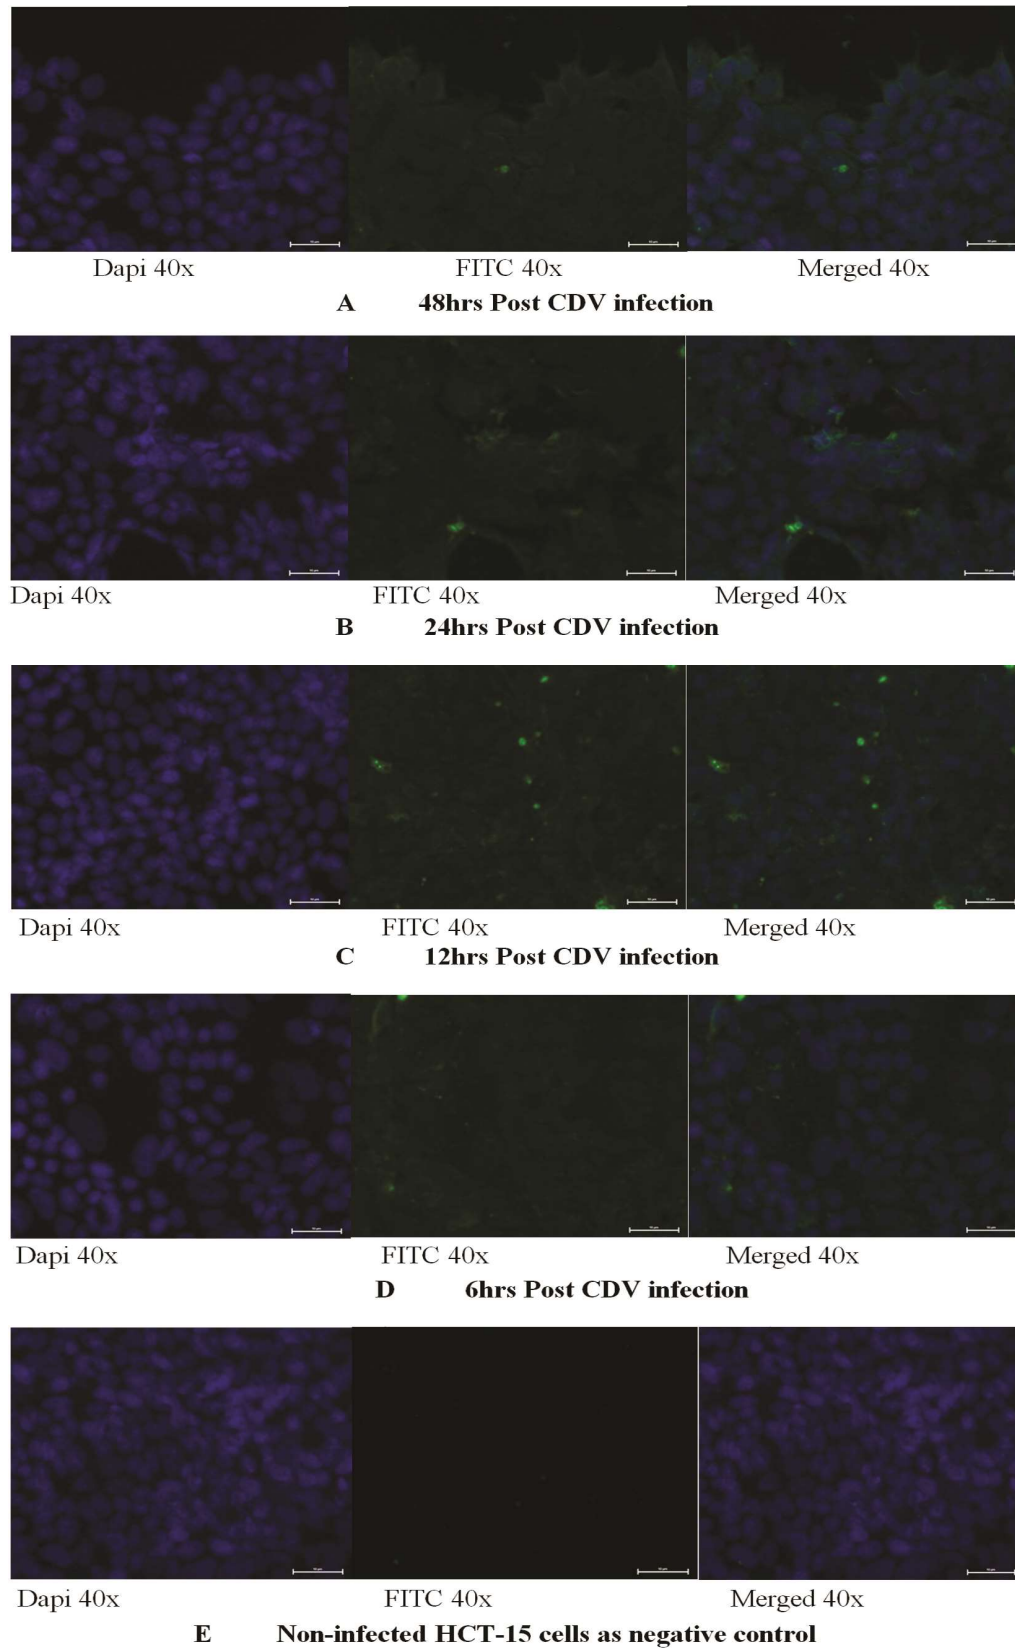 Dapi 40x FITC 40x Merged 40x
A 48hrs Post CDV infection
Dapi 40x FITC 40x Merged 40x
B 24hrs Post CDV infection
Dapi 40x FITC 40x Merged 40x
C 12hrs Post CDV infection
Dapi 40x FITC 40x Merged 40x
D 6hrs Post CDV infection
Dapi 40x FITC 40x Merged 40x
E Non-infected HCT-15 cells as negative control